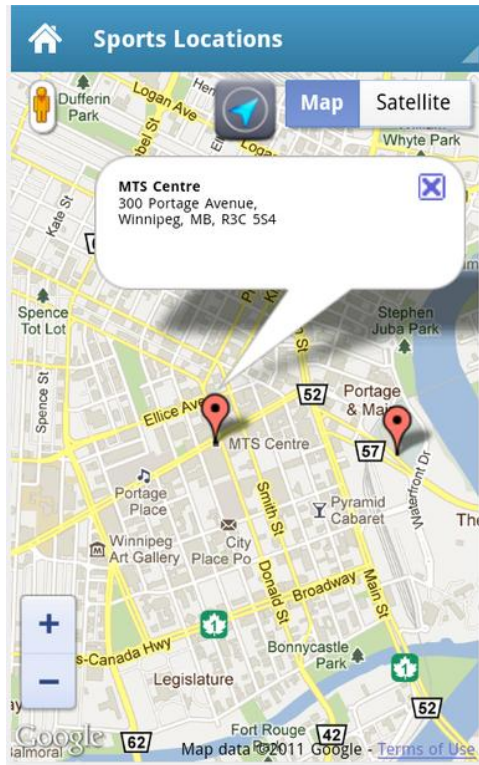 Sports Locations
Map
Satellite
Dufferin
Park
Logan Ave
Loga
Whyte Park
MTS Centre
300 Portage Avenue,
Winnipeg, MB, R3C 5S4
Kate St
Spence
Tot Lot
Stephen
Juba Park
Spence St
Ellice Ave
52
Portage
& Main
MTS Centre
57
Waterfront Dr
Portage
Place
Smith St
Pyramid
Cabaret
The
Winnipeg
Art Gallery
City
Place Po
Donald St
Broadway
Main St
+
1
s-Canada Hwy
Bonnycastle
Park
1
−
Legislature
52
Google
Fort Rouge
42
62
almoral
Map data ©2011 Google - Terms of Use